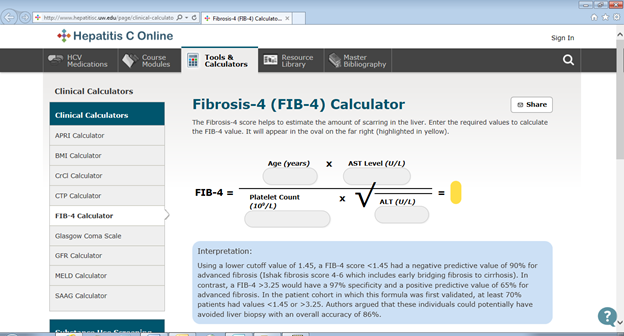 http://www.hepatitisc.uw.edu/page/clinical-calculato
Fibrosis-4 (FIB-4) Calculato...
Hepatitis C Online
Sign In
HCV
Medications
Course
Modules
Tools &
Calculators
Resource
Library
Master
Bibliography
Clinical Calculators
Clinical Calculators
APRI Calculator
BMI Calculator
CrCl Calculator
CTP Calculator
FIB-4 Calculator
Glasgow Coma Scale
GFR Calculator
MELD Calculator
SAAG Calculator
Substance Use Screening
Fibrosis-4 (FIB-4) Calculator
Share
The Fibrosis-4 score helps to estimate the amount of scarring in the liver. Enter the required values to calculate
the FIB-4 value. It will appear in the oval on the far right (highlighted in yellow).
Age (years) x AST Level (U/L)
FIB-4 = =
Platelet Count
(10⁹/L) x √ ALT (U/L)
Interpretation:
Using a lower cutoff value of 1.45, a FIB-4 score <1.45 had a negative predictive value of 90% for
advanced fibrosis (Ishak fibrosis score 4-6 which includes early bridging fibrosis to cirrhosis). In
contrast, a FIB-4 >3.25 would have a 97% specificity and a positive predictive value of 65% for
advanced fibrosis. In the patient cohort in which this formula was first validated, at least 70%
patients had values <1.45 or >3.25. Authors argued that these individuals could potentially have
avoided liver biopsy with an overall accuracy of 86%.
?